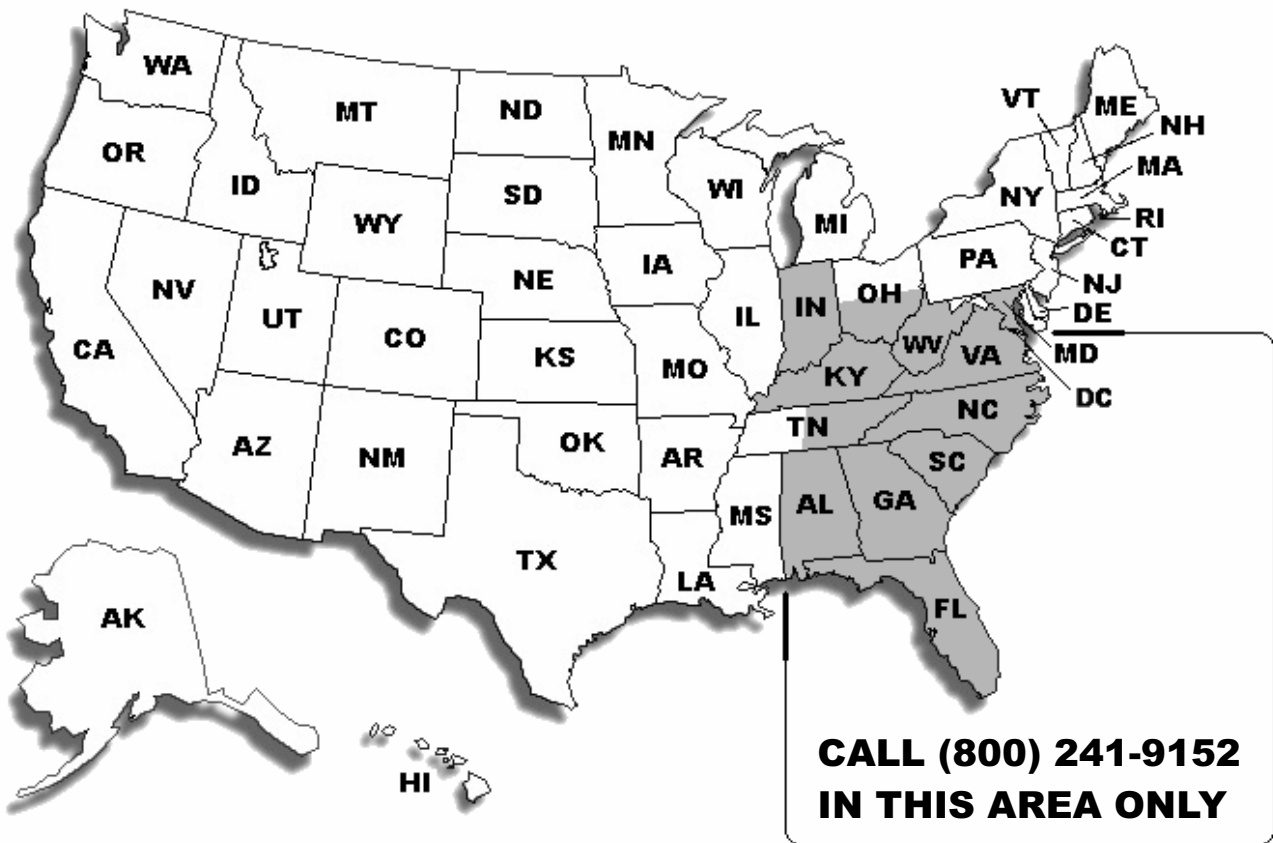 WA
MT
ND
MN
VT
ME
NH
MA
OR
ID
SD
WI
NY
MI
RI
CT
WY
IA
PA
NJ
NE
NV
UT
CO
IL
IN
OH
DE
CA
KS
MO
WV
VA
MD
KY
DC
NC
TN
AZ
NM
OK
AR
SC
MS
AL
GA
TX
LA
FL
AK
HI
CALL (800) 241-9152
IN THIS AREA ONLY